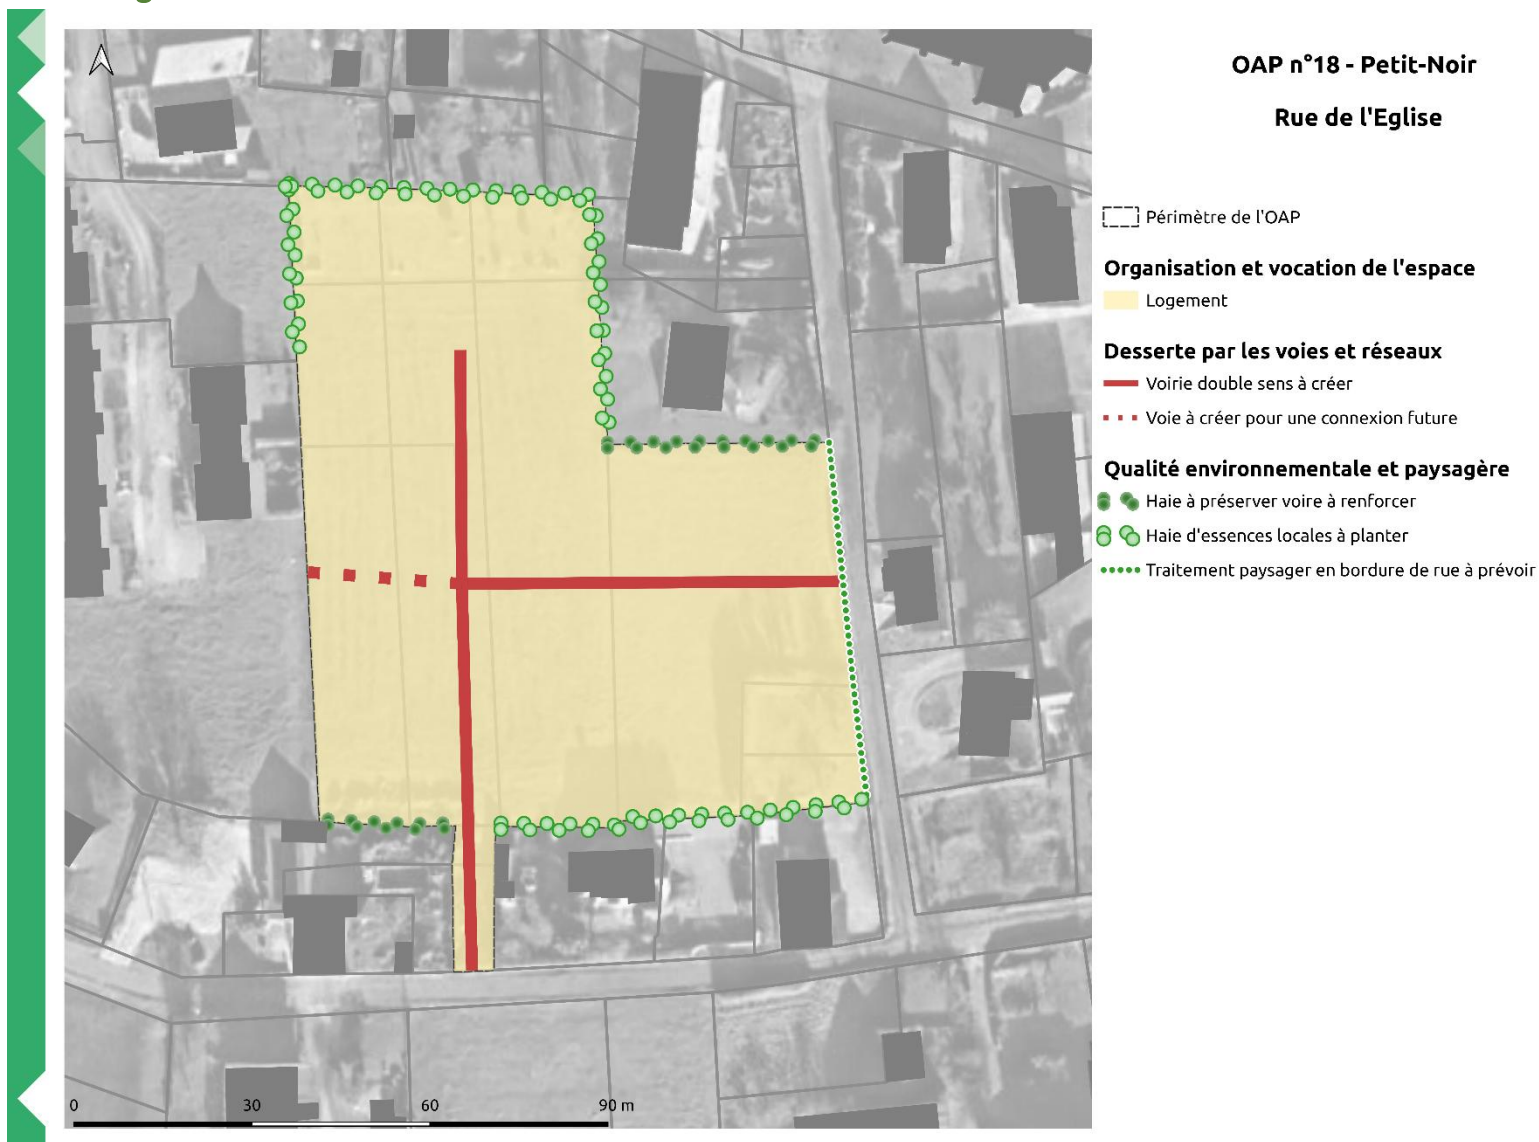 OAP n°18 - Petit-Noir
Rue de l'Eglise
Périmètre de l'OAP
Organisation et vocation de l'espace
Logement
Desserte par les voies et réseaux
Voirie double sens à créer
Voie à créer pour une connexion future
Qualité environnementale et paysagère
Haie à préserver voire à renforcer
Haie d'essences locales à planter
Traitement paysager en bordure de rue à prévoir
0 30 60 90 m